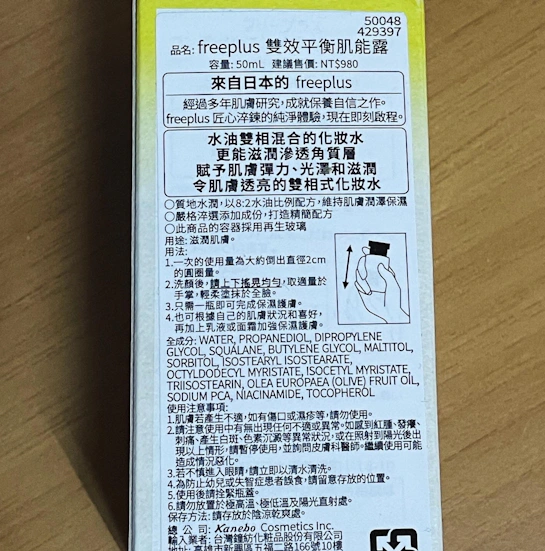 50048
429397
品名: freeplus 雙效平衡肌能露
容量: 50mL 建議售價: NT$980
來自日本的 freeplus
經過多年肌膚研究,成就保養自信之作。
freeplus 匠心淬鍊的純淨體驗,現在即刻啟程。
水油雙相混合的化妝水
更能滋潤滲透角質層
賦予肌膚彈力、光澤和滋潤
令肌膚透亮的雙相式化妝水
○質地水潤,以8:2水油比例配方,維持肌膚潤澤保濕
○嚴格淬選添加成份,打造精簡配方
○此商品的容器採用再生玻璃
用途: 滋潤肌膚。
用法:
1.一次的使用量為大約倒出直徑2cm
的圓圈量。
2.洗顏後,請上下搖晃均勻,取適量於
手掌,輕柔塗抹於全臉。
3.只需一瓶即可完成保濕護膚。
4.也可根據自己的肌膚狀況和喜好,
再加上乳液或面霜加強保濕護膚。
全成分: WATER, PROPANEDIOL, DIPROPYLENE
GLYCOL, SQUALANE, BUTYLENE GLYCOL, MALTITOL,
SORBITOL, ISOSTEARYL ISOSTEARATE,
OCTYLDODECYL MYRISTATE, ISOCETYL MYRISTATE,
TRIISOSTEARIN, OLEA EUROPAEA (OLIVE) FRUIT OIL,
SODIUM PCA, NIACINAMIDE, TOCOPHEROL
使用注意事項:
1.肌膚若產生不適,如有傷口或濕疹等,請勿使用。
2.請注意使用中有無出現任何不適或異常。如感到紅腫、發癢、
刺痛、產生白斑、色素沉澱等異常狀況,或在照射到陽光後出
現以上情形,請暫停使用,並詢問皮膚科醫師。繼續使用可能
造成情況惡化。
3.若不慎進入眼睛,請立即以清水清洗。
4.為防止幼兒或失智症患者誤食,請留意存放的位置。
5.使用後請拴緊瓶蓋。
6.請勿放置於極高溫、極低溫及陽光直射處。
保存方法: 請存放於陰涼乾爽處。
總 公 司: Kanebo Cosmetics Inc.
輸入業者: 台灣鐘紡化粧品股份有限公司
地址: 高雄市新興區五福二路166號10樓